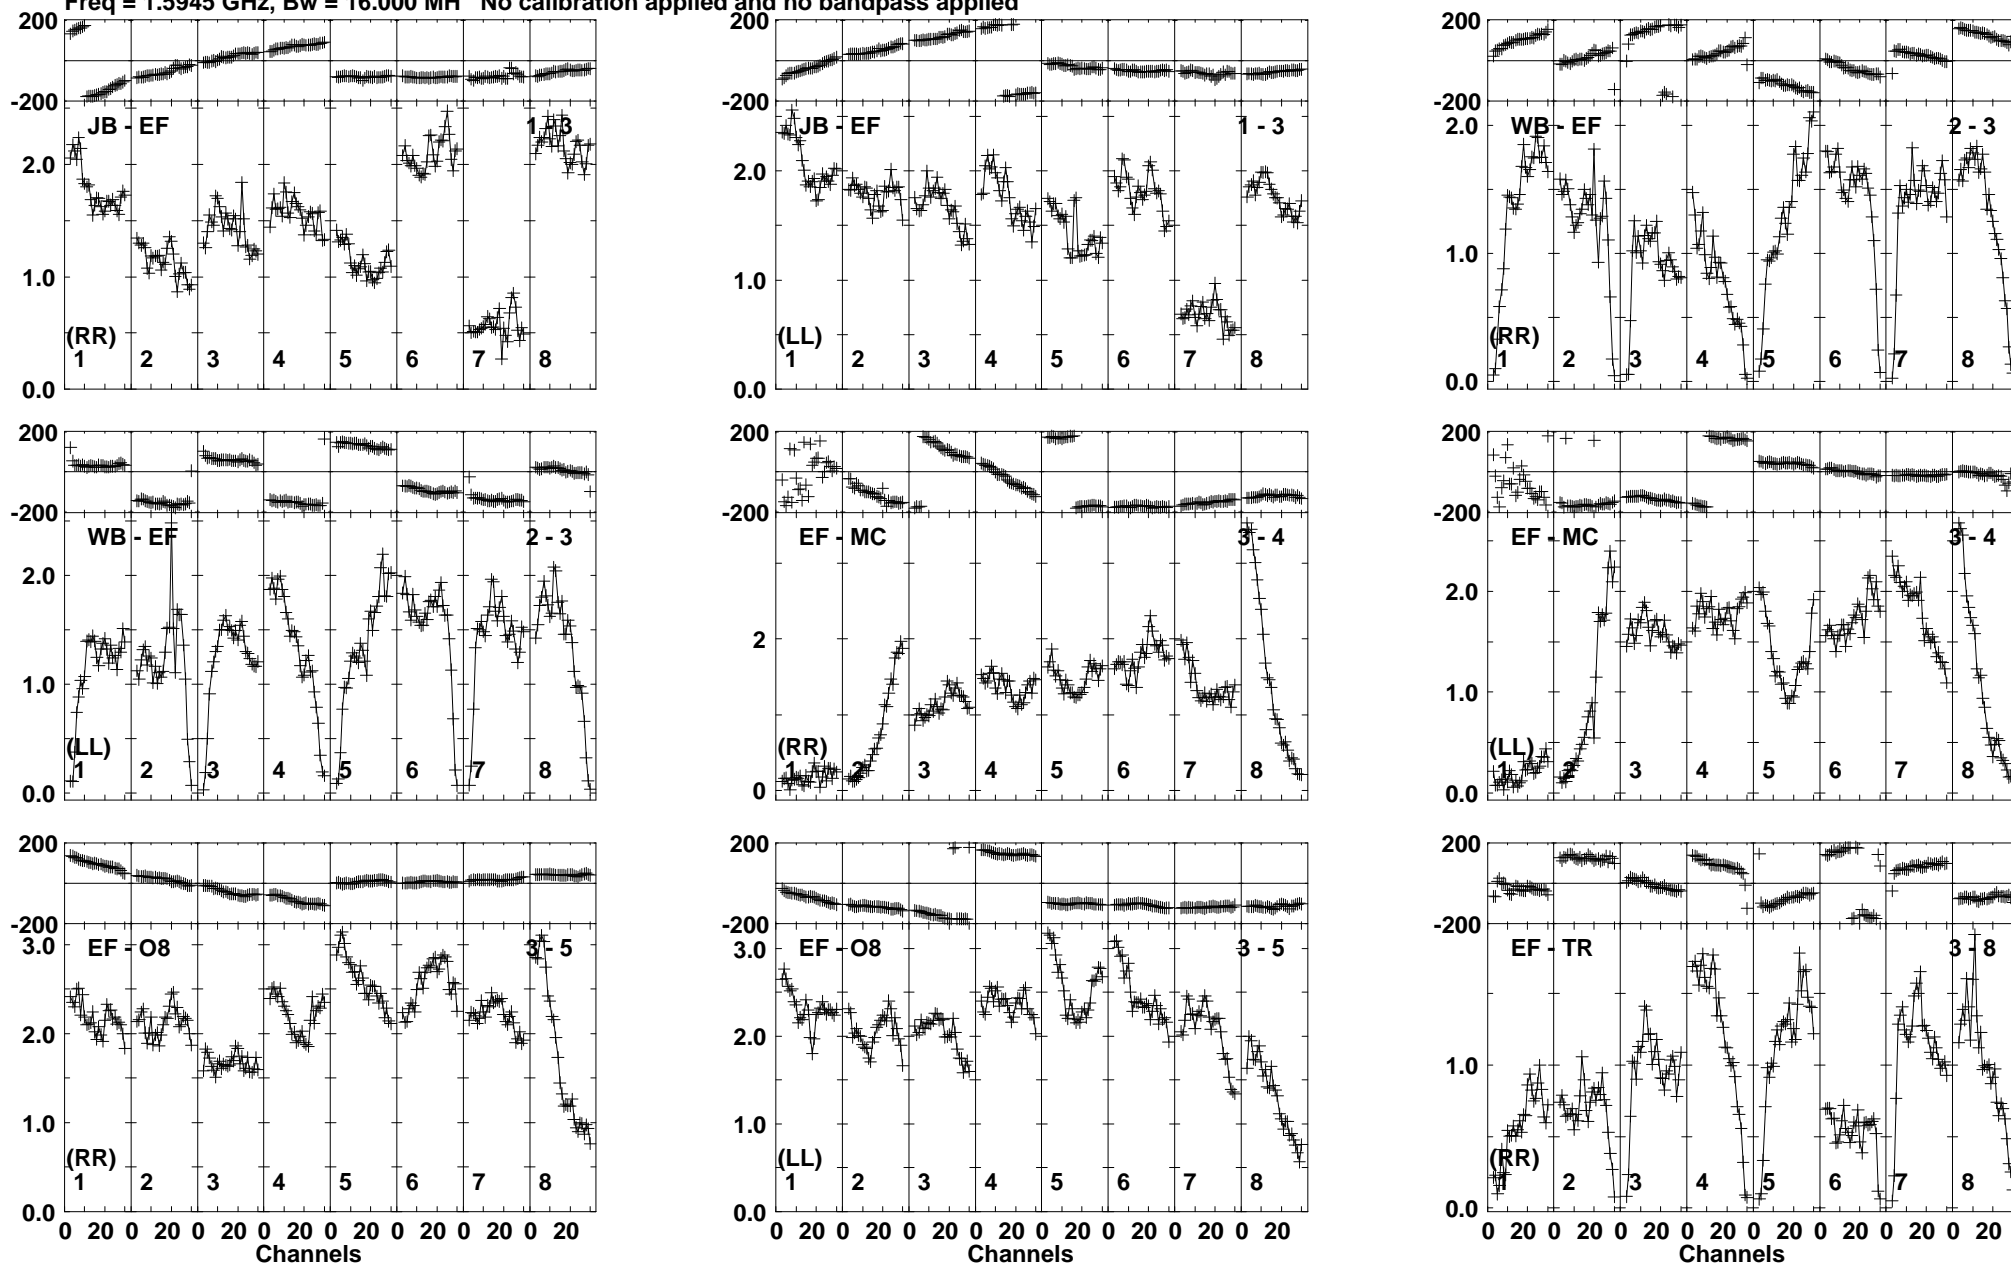 Freq = 1.5945 GHz, Bw = 16.000 MH No calibration applied and no bandpass applied
200 200 200
-200 -200 -200
JB - EF 1 - 3 JB - EF 1 - 3 WB - EF 2 - 3
2.0 2.0 2.0
1.0 1.0 1.0
(RR) (LL) (RR)
1 2 3 4 5 6 7 8 1 2 3 4 5 6 7 8 1 2 3 4 5 6 7 8
0.0 0.0 0.0
200 200 200
-200 -200 -200
WB - EF 2 - 3 EF - MC 3 - 4 EF - MC 3 - 4
2.0 2 2.0
1.0 1.0
(LL) (RR) (LL)
1 2 3 4 5 6 7 8 1 2 3 4 5 6 7 8 1 2 3 4 5 6 7 8
0.0 0 0.0
200 200 200
-200 -200 -200
EF - O8 3 - 5 EF - O8 3 - 5 EF - TR 3 - 8
3.0 3.0
2.0 2.0
1.0 1.0 1.0
(RR) (LL) (RR)
1 2 3 4 5 6 7 8 1 2 3 4 5 6 7 8 1 2 3 4 5 6 7 8
0.0 0.0 0.0
0 20 0 20 0 20 0 20 0 20 0 20 0 20 0 20 0 20 0 20 0 20 0 20 0 20 0 20 0 20 0 20 0 20 0 20 0 20 0 20 0 20 0 20 0 20 0 20
Channels Channels Channels